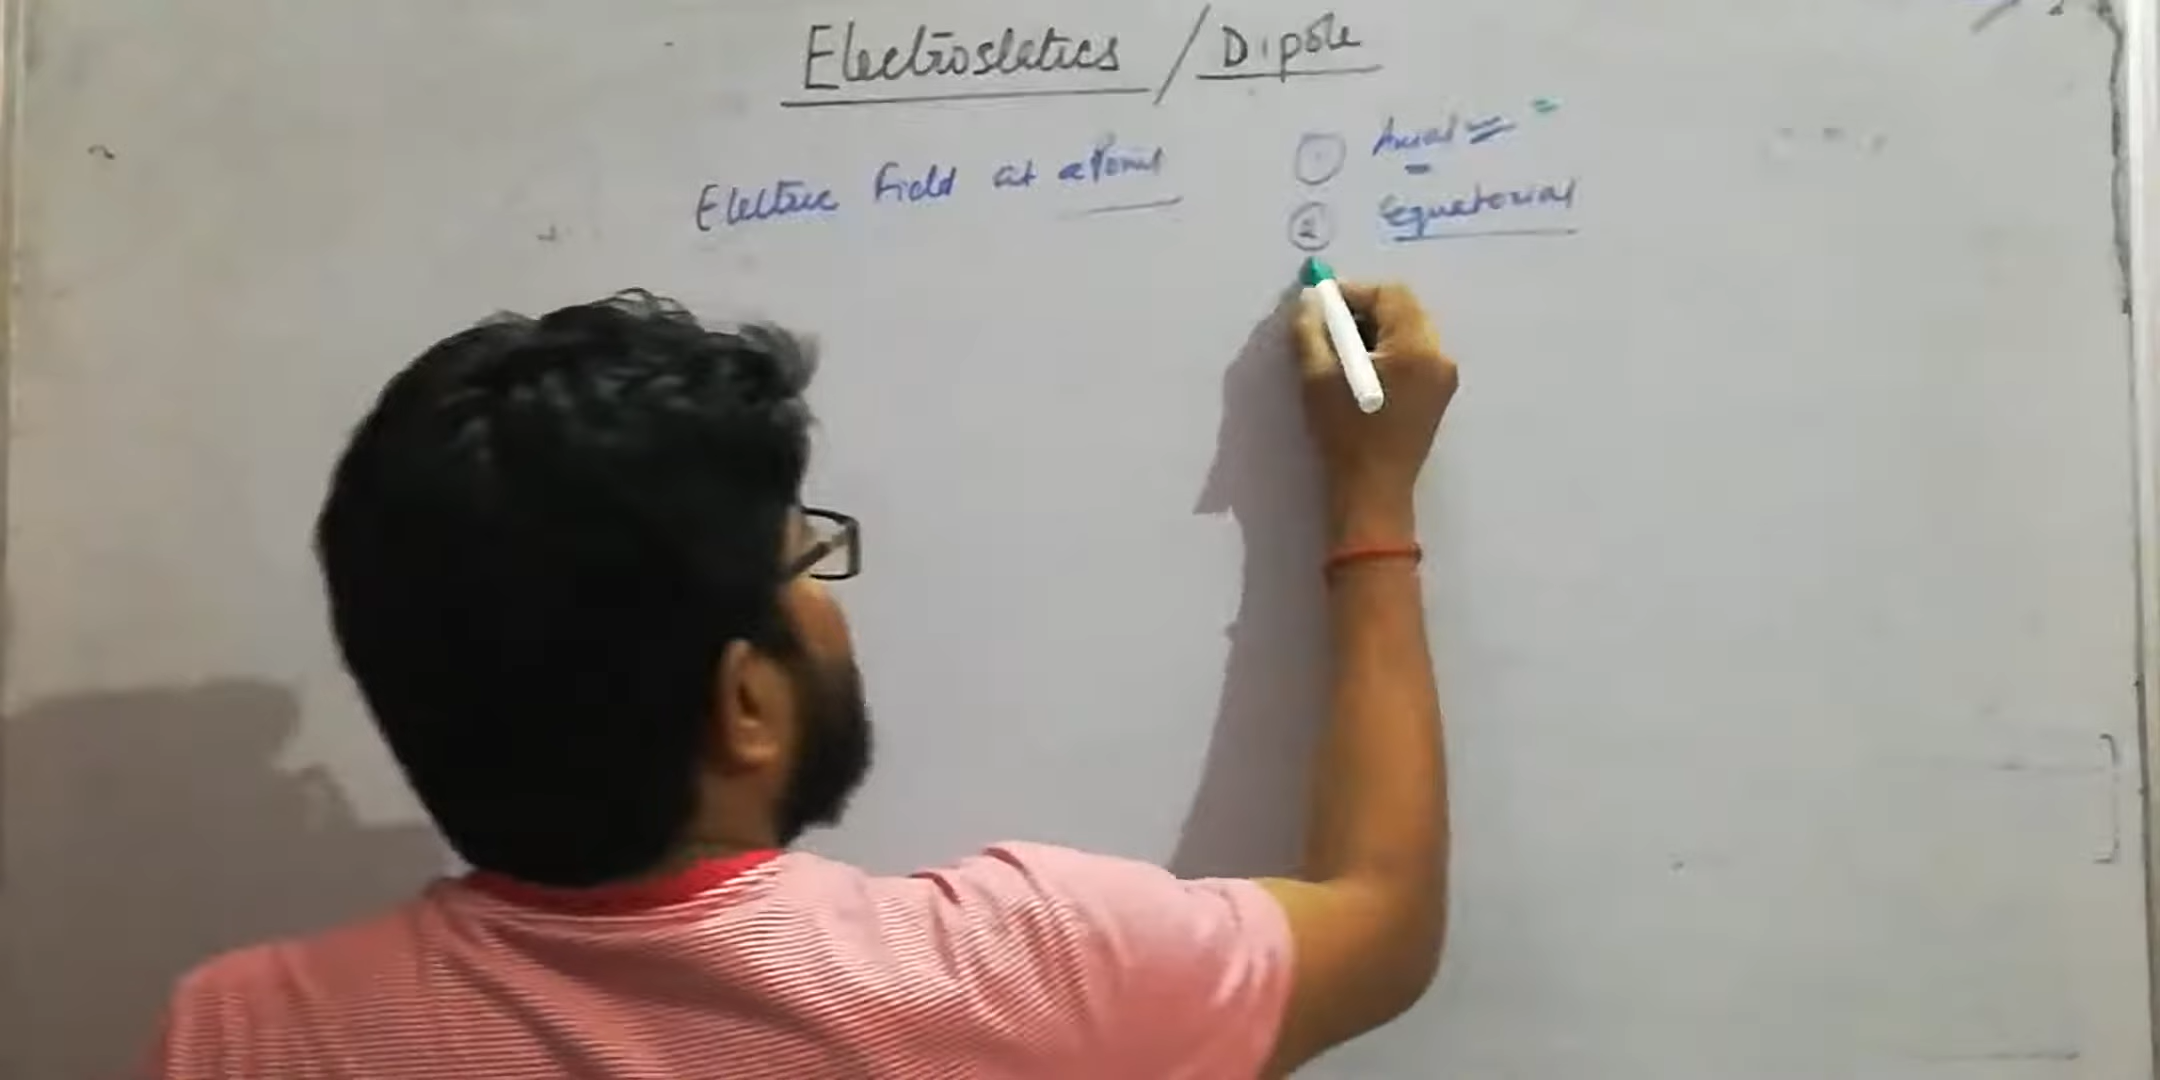 Electrostatics / Dipole
Electric Field at a Point
① Axial
② Equatorial